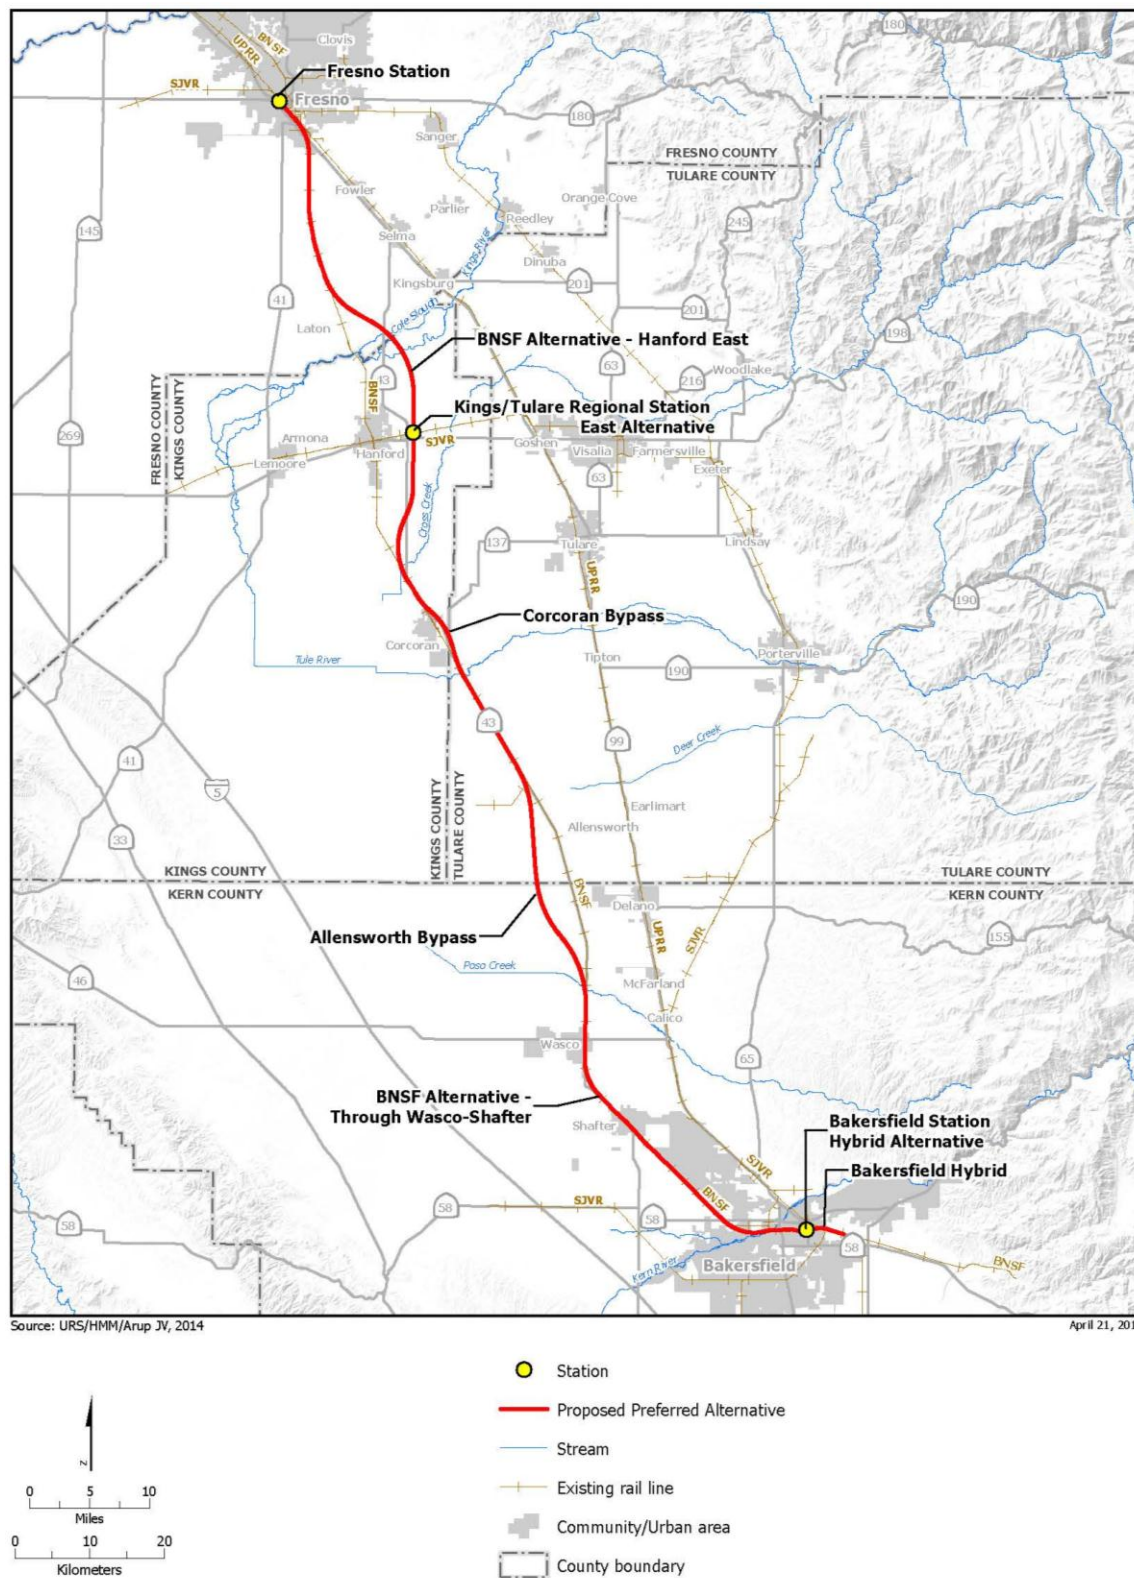 BNSF
Clovis
UPRR
Fresno Station
SJVR
Fresno
180
180
Sanger
FRESNO COUNTY
TULARE COUNTY
Fowler
Parlier
Orange Cove
Reedley
145
245
Selma
Kings River
Dinuba
Kingsburg
201
41
201
Cole Slough
Laton
198
BNSF Alternative - Hanford East
63
Woodlake
43
216
BNSF
Kings/Tulare Regional Station
East Alternative
FRESNO COUNTY
KINGS COUNTY
269
Armona
SJVR
Goshen
Visalia
Farmersville
Hanford
Lemoore
Exeter
63
Cross Creek
137
Tulare
Lindsay
UPRR
190
Corcoran Bypass
Corcoran
Tule River
Tipton
190
Porterville
43
99
Deer Creek
41
5
KINGS COUNTY
TULARE COUNTY
Earlimart
33
Allensworth
KINGS COUNTY
KERN COUNTY
TULARE COUNTY
KERN COUNTY
BNSF
Delano
Allensworth Bypass
UPRR
SJVR
155
Poso Creek
46
McFarland
Calico
Wasco
65
BNSF Alternative -
Through Wasco-Shafter
Shafter
Bakersfield Station
Hybrid Alternative
SJVR
Bakersfield Hybrid
BNSF
SJVR
58
58
58
58
Kern River
Bakersfield
BNSF
Source: URS/HMM/Arup JV, 2014
April 21, 201
Station
Proposed Preferred Alternative
Stream
Existing rail line
Community/Urban area
County boundary
N
0 5 10
Miles
0 10 20
Kilometers